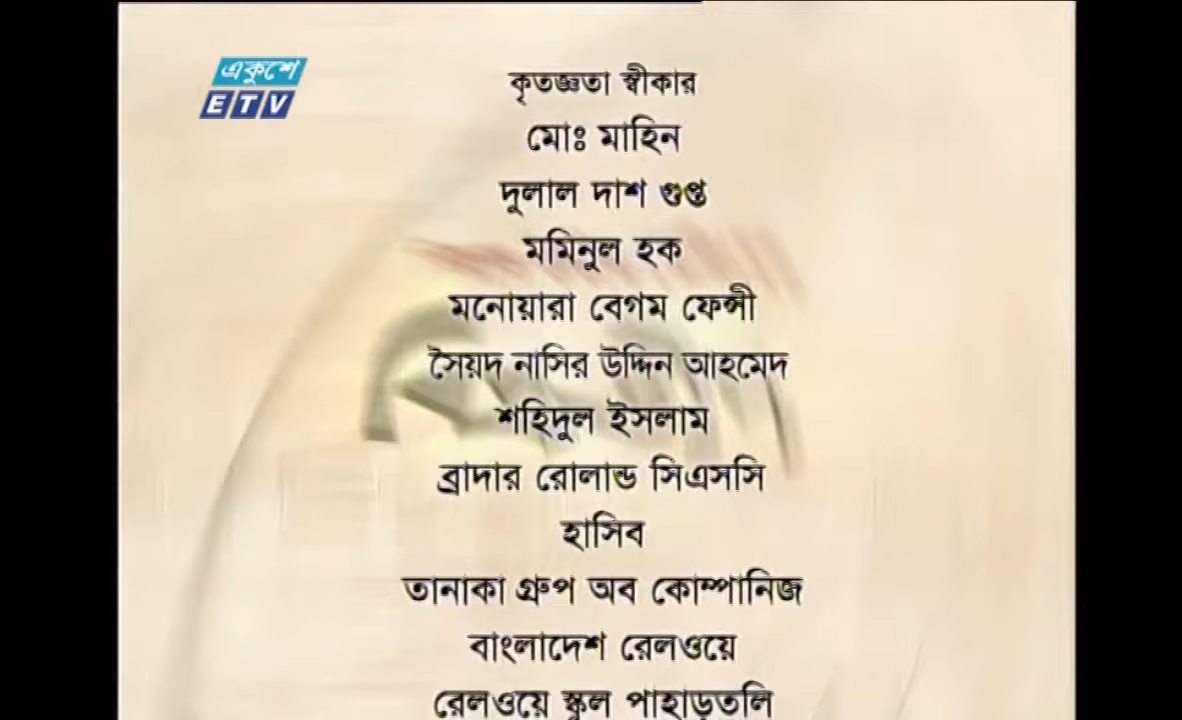 একুশে
ETV
কৃতজ্ঞতা স্বীকার
মোঃ মাহিন
দুলাল দাশ গুপ্ত
মমিনুল হক
মনোয়ারা বেগম ফেন্সী
সৈয়দ নাসির উদ্দিন আহমেদ
শহিদুল ইসলাম
ব্রাদার রোলান্ড সিএসসি
হাসিব
তানাকা গ্রুপ অব কোম্পানিজ
বাংলাদেশ রেলওয়ে
রেলওয়ে স্কুল পাহাড়তলি